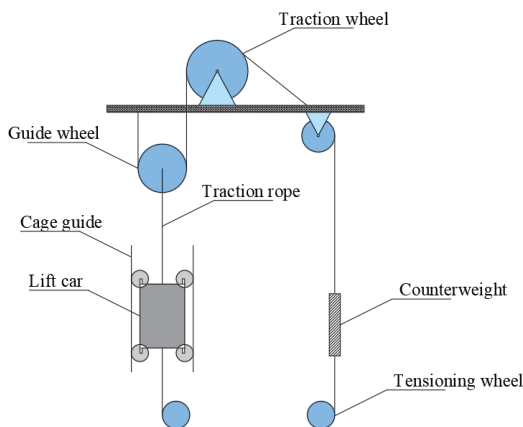 Traction wheel
Guide wheel
Traction rope
Cage guide
Lift car
Counterweight
Tensioning wheel